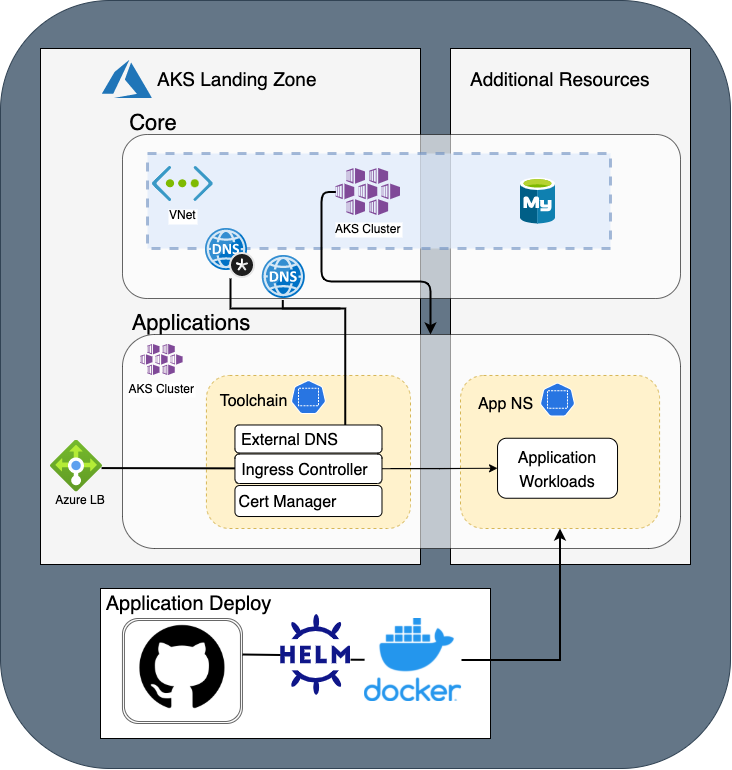 AKS Landing Zone
Additional Resources
Core
VNet
AKS Cluster
My
DNS
*
DNS
Applications
AKS Cluster
Toolchain
App NS
External DNS
Ingress Controller
Cert Manager
Application
Workloads
Azure LB
Application Deploy
HELM
docker